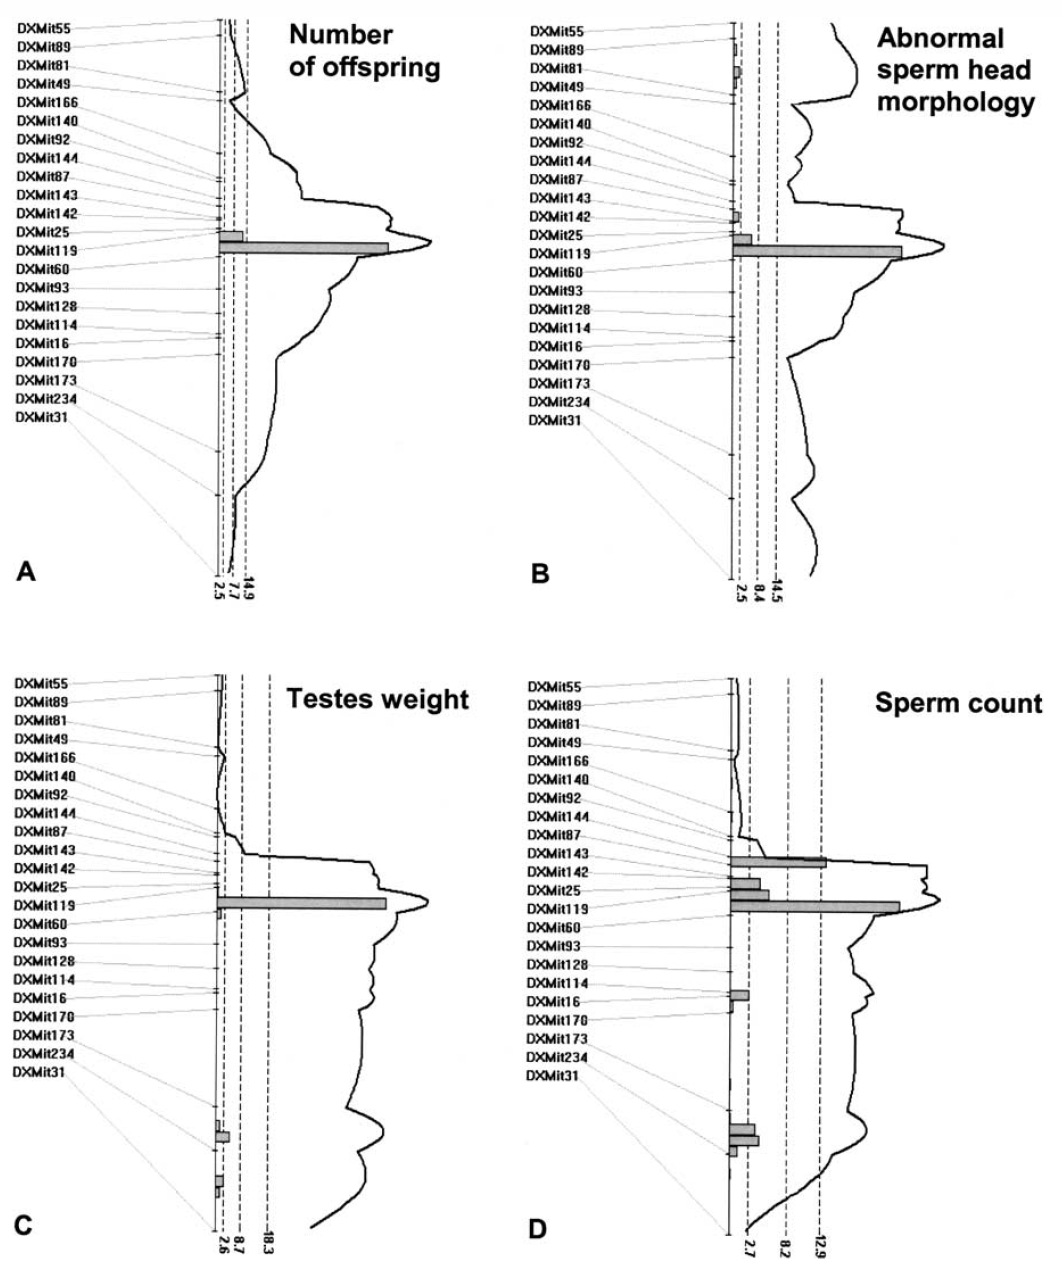 Number
of offspring
DXMit55
DXMit89
DXMit81
DXMit49
DXMit166
DXMit140
DXMit92
DXMit144
DXMit87
DXMit143
DXMit142
DXMit25
DXMit119
DXMit60
DXMit93
DXMit128
DXMit114
DXMit16
DXMit170
DXMit173
DXMit234
DXMit31
A
2.5
7.7
14.9
Abnormal
sperm head
morphology
DXMit55
DXMit89
DXMit81
DXMit49
DXMit166
DXMit140
DXMit92
DXMit144
DXMit87
DXMit143
DXMit142
DXMit25
DXMit119
DXMit60
DXMit93
DXMit128
DXMit114
DXMit16
DXMit170
DXMit173
DXMit234
DXMit31
B
2.5
8.4
14.5
Testes weight
DXMit55
DXMit89
DXMit81
DXMit49
DXMit166
DXMit140
DXMit92
DXMit144
DXMit87
DXMit143
DXMit142
DXMit25
DXMit119
DXMit60
DXMit93
DXMit128
DXMit114
DXMit16
DXMit170
DXMit173
DXMit234
DXMit31
C
2.6
8.7
18.3
Sperm count
DXMit55
DXMit89
DXMit81
DXMit49
DXMit166
DXMit140
DXMit92
DXMit144
DXMit87
DXMit143
DXMit142
DXMit25
DXMit119
DXMit60
DXMit93
DXMit128
DXMit114
DXMit16
DXMit170
DXMit173
DXMit234
DXMit31
D
2.7
8.2
12.9